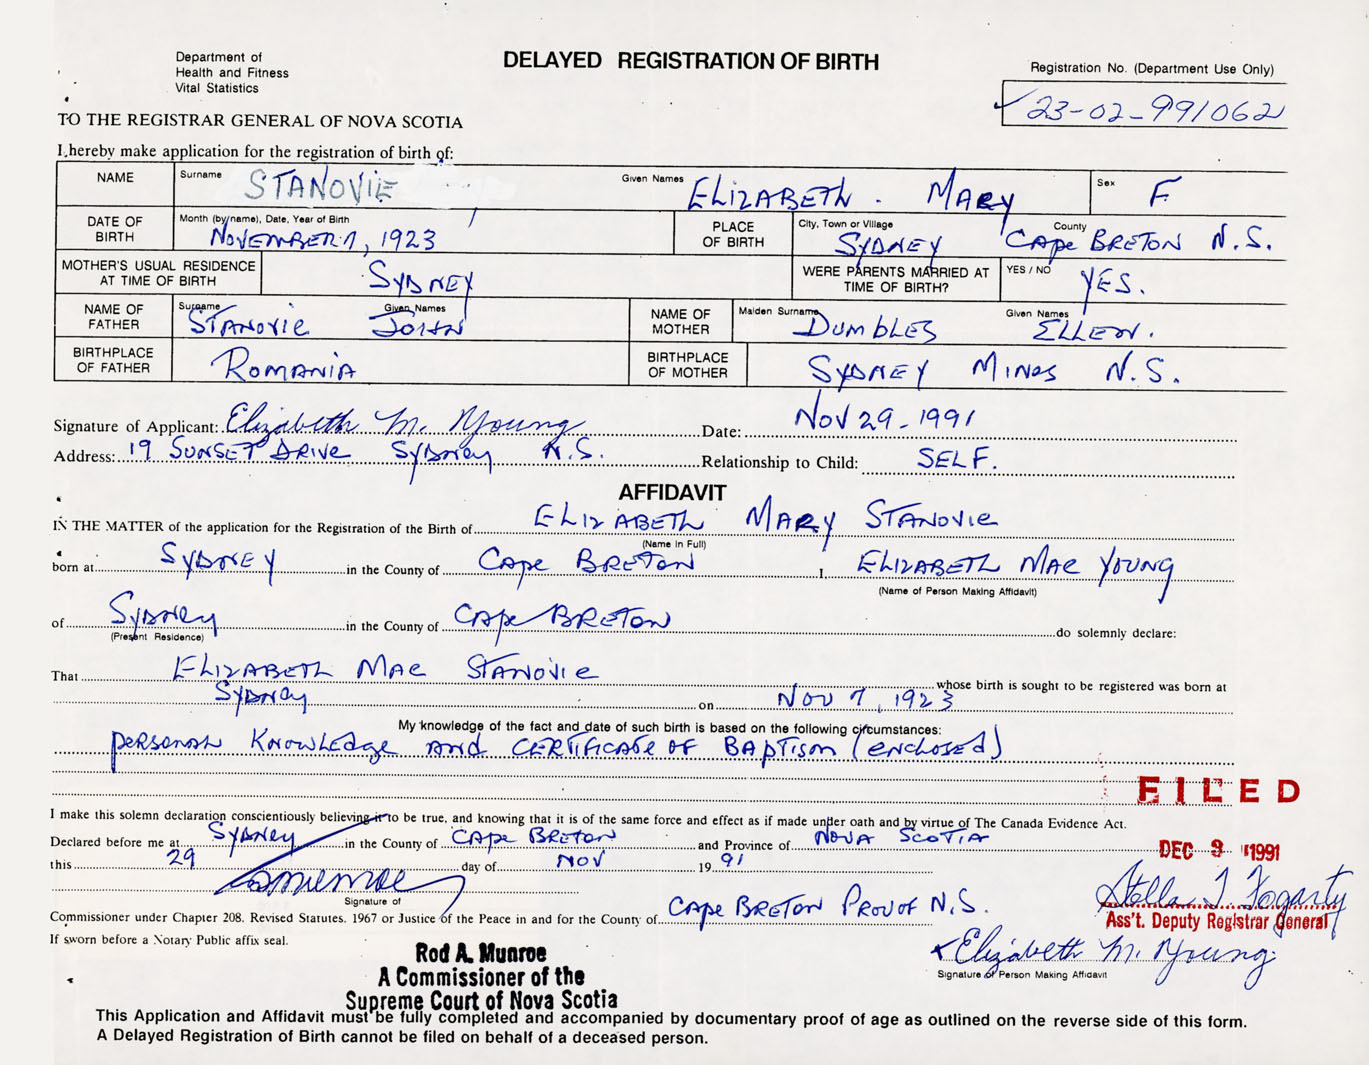 Department of
Health and Fitness
Vital Statistics
DELAYED REGISTRATION OF BIRTH
Registration No. (Department Use Only)
23-02-991062
TO THE REGISTRAR GENERAL OF NOVA SCOTIA
I hereby make application for the registration of birth of:
NAME Surname STANOVIE Given Names ELIZABETH. MARY Sex F
DATE OF BIRTH Month (by name), Date, Year of Birth NOVEMBER 7, 1923 PLACE OF BIRTH City, Town or Village SYDNEY County CAPE BRETON N.S.
MOTHER'S USUAL RESIDENCE AT TIME OF BIRTH SYDNEY WERE PARENTS MARRIED AT TIME OF BIRTH? YES / NO YES.
NAME OF FATHER Surname STANOVIE Given Names JOHN NAME OF MOTHER Maiden Surname DUMBLES Given Names ELLEN.
BIRTHPLACE OF FATHER ROMANIA BIRTHPLACE OF MOTHER SYDNEY MINES N.S.
Signature of Applicant: Elizabeth M. Young Date: NOV 29-1991
Address: 19 SUNSET DRIVE SYDNEY N.S. Relationship to Child: SELF.
AFFIDAVIT
IN THE MATTER of the application for the Registration of the Birth of ELIZABETH MARY STANOVIE
(Name in Full)
born at SYDNEY in the County of CAPE BRETON I, ELIZABETH MAE YOUNG
(Name of Person Making Affidavit)
of SYDNEY in the County of CAPE BRETON do solemnly declare:
(Present Residence)
That ELIZABETH MAE STANOVIE whose birth is sought to be registered was born at
SYDNEY on NOV 7, 1923
My knowledge of the fact and date of such birth is based on the following circumstances:
PERSONAL KNOWLEDGE AND CERTIFICATE OF BAPTISM (ENCLOSED)
FILED
I make this solemn declaration conscientiously believing it to be true, and knowing that it is of the same force and effect as if made under oath and by virtue of The Canada Evidence Act.
Declared before me at SYDNEY in the County of CAPE BRETON and Province of NOVA SCOTIA
this 29 day of NOV 19 91
DEC 9 1991
RAMunroe
Signature of
Stella T Fogarty
Commissioner under Chapter 208. Revised Statutes. 1967 or Justice of the Peace in and for the County of CAPE BRETON PROV OF N.S.
Ass't. Deputy Registrar General
If sworn before a Notary Public affix seal.
Elizabeth M. Young
Signature of Person Making Affidavit
Rod A. Munroe
A Commissioner of the
Supreme Court of Nova Scotia
This Application and Affidavit must be fully completed and accompanied by documentary proof of age as outlined on the reverse side of this form.
A Delayed Registration of Birth cannot be filed on behalf of a deceased person.